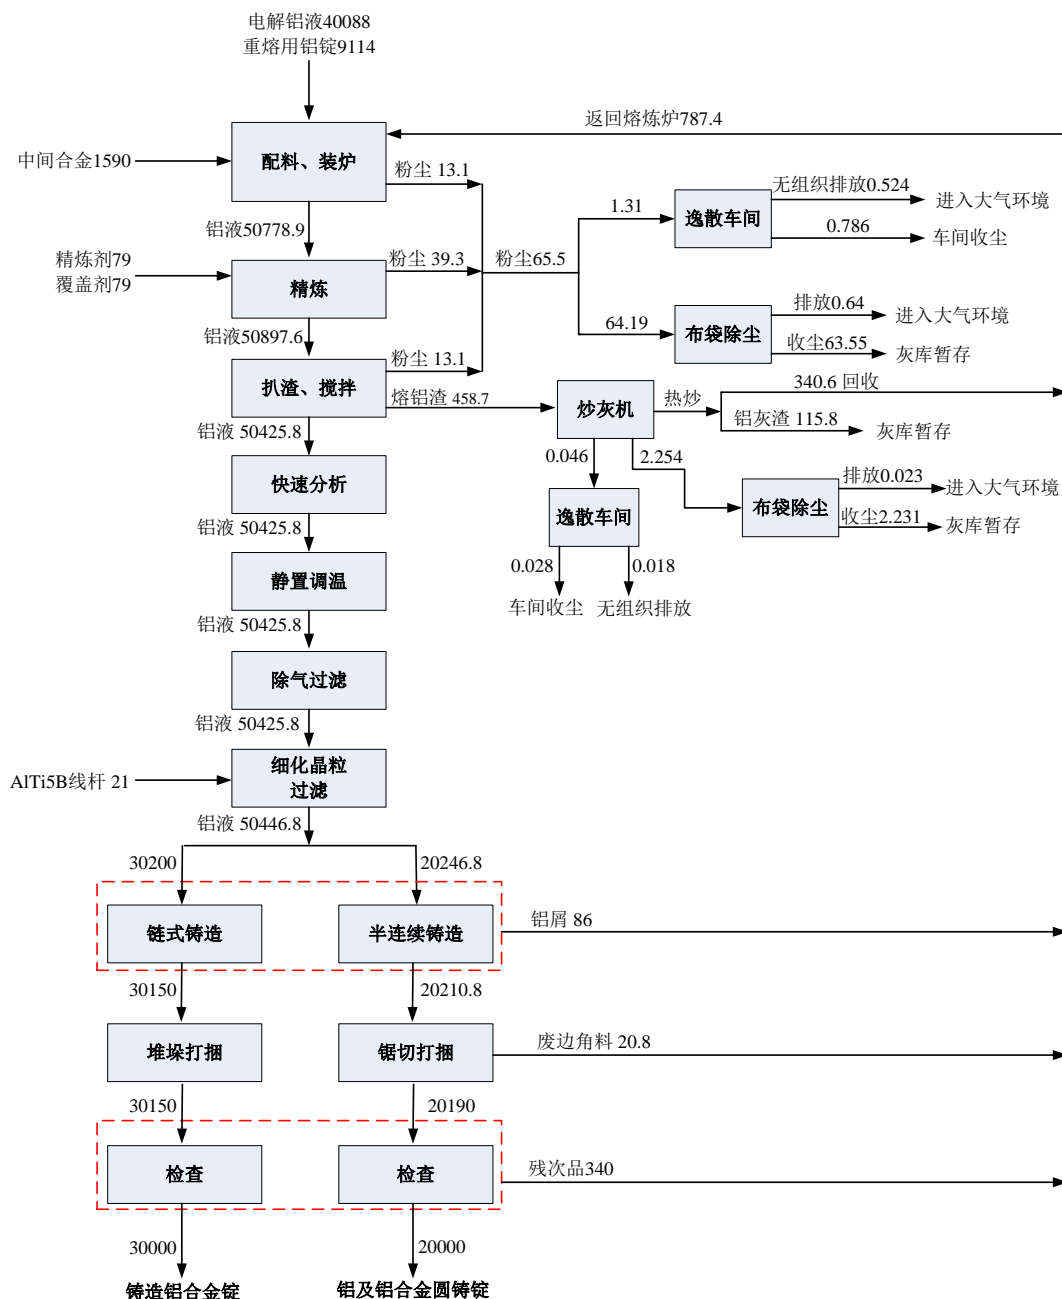 电解铝液40088
重熔用铝锭9114
返回熔炼炉787.4
中间合金1590
配料、装炉
粉尘 13.1
无组织排放0.524
进入大气环境
1.31
逸散车间
0.786
车间收尘
铝液50778.9
精炼剂79
覆盖剂79
精炼
粉尘 39.3
粉尘65.5
排放0.64
进入大气环境
64.19
布袋除尘
收尘63.55
灰库暂存
铝液50897.6
粉尘 13.1
扒渣、搅拌
熔铝渣 458.7
炒灰机
热炒
340.6 回收
铝灰渣 115.8
灰库暂存
铝液 50425.8
0.046
2.254
快速分析
排放0.023
进入大气环境
布袋除尘
收尘2.231
灰库暂存
逸散车间
铝液 50425.8
0.028
0.018
车间收尘
无组织排放
静置调温
铝液 50425.8
除气过滤
铝液 50425.8
AlTi5B线杆 21
细化晶粒
过滤
铝液 50446.8
30200
20246.8
链式铸造
半连续铸造
铝屑 86
30150
20210.8
堆垛打捆
锯切打捆
废边角料 20.8
30150
20190
检查
检查
残次品340
30000
20000
铸造铝合金锭
铝及铝合金圆铸锭